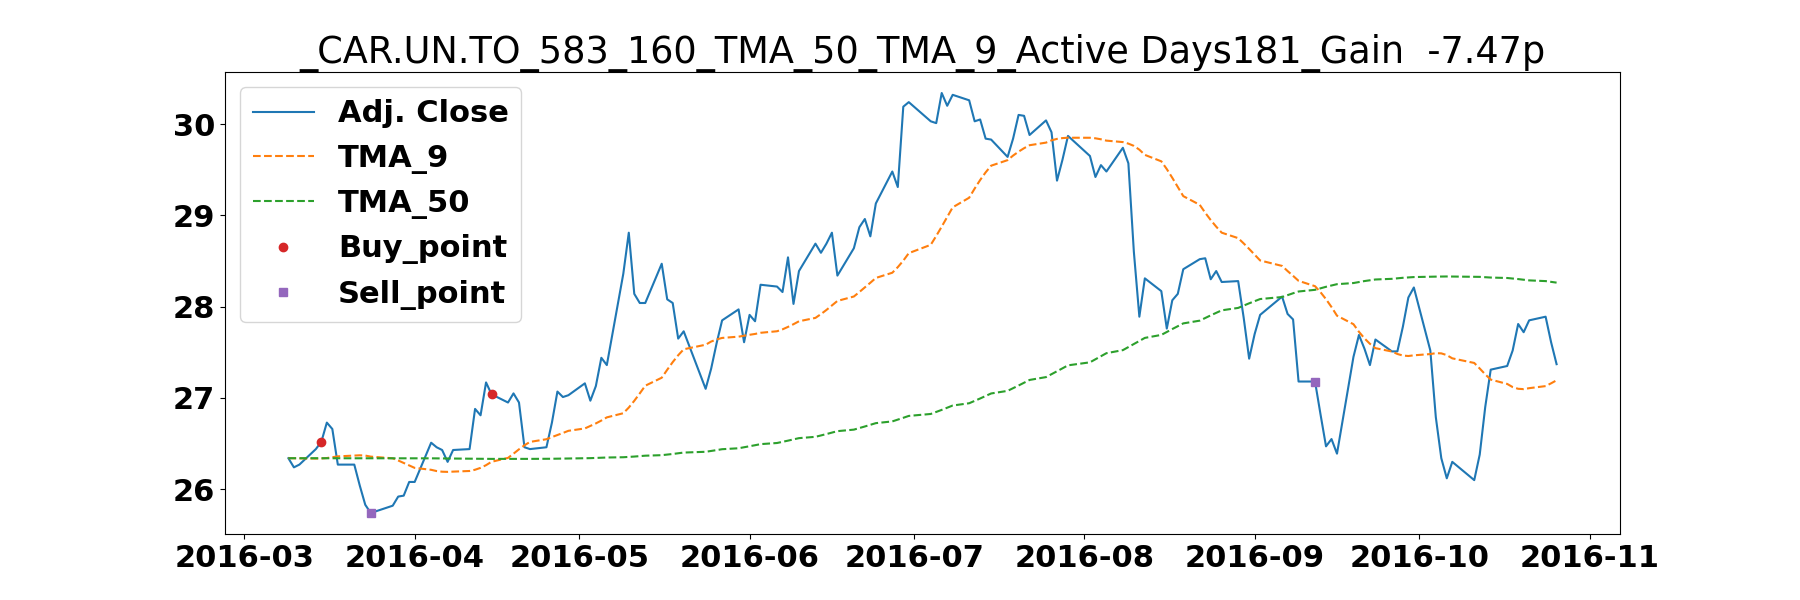 _CAR.UN.TO_583_160_TMA_50_TMA_9_Active Days181_Gain  -7.47p
Adj. Close
TMA_9
TMA_50
Buy_point
Sell_point
30
29
28
27
26
2016-03 2016-04 2016-05 2016-06 2016-07 2016-08 2016-09 2016-10 2016-11